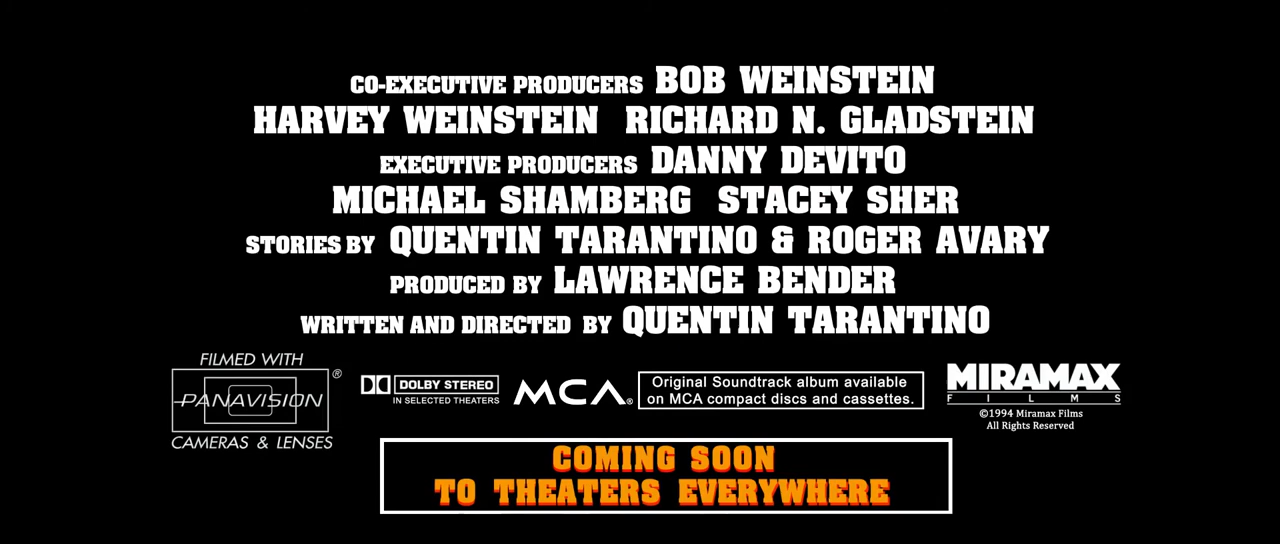 CO-EXECUTIVE PRODUCERS BOB WEINSTEIN
HARVEY WEINSTEIN RICHARD N. GLADSTEIN
EXECUTIVE PRODUCERS DANNY DEVITO
MICHAEL SHAMBERG STACEY SHER
STORIES BY QUENTIN TARANTINO & ROGER AVARY
PRODUCED BY LAWRENCE BENDER
WRITTEN AND DIRECTED BY QUENTIN TARANTINO
FILMED WITH
PANAVISION®
CAMERAS & LENSES
DOLBY STEREO
IN SELECTED THEATERS
MCA®
Original Soundtrack album available
on MCA compact discs and cassettes.
MIRAMAX
FILMS
©1994 Miramax Films
All Rights Reserved
COMING SOON
TO THEATERS EVERYWHERE